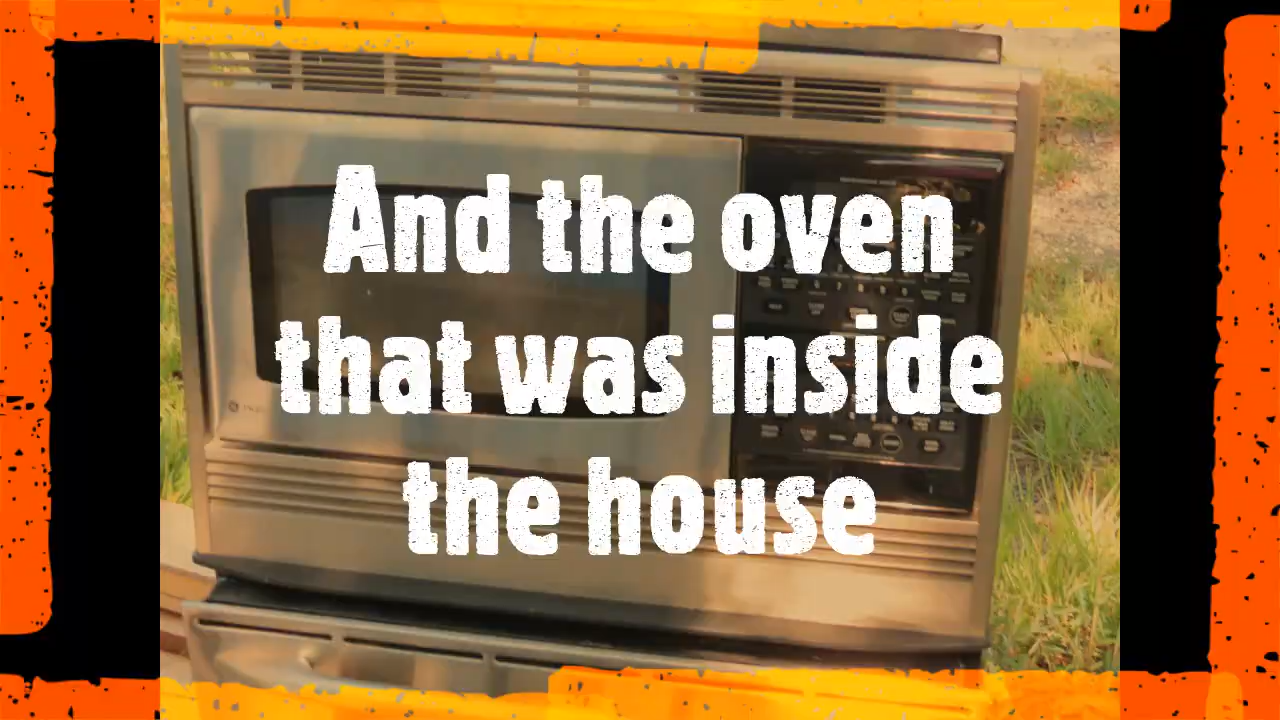 And the oven
that was inside
the house